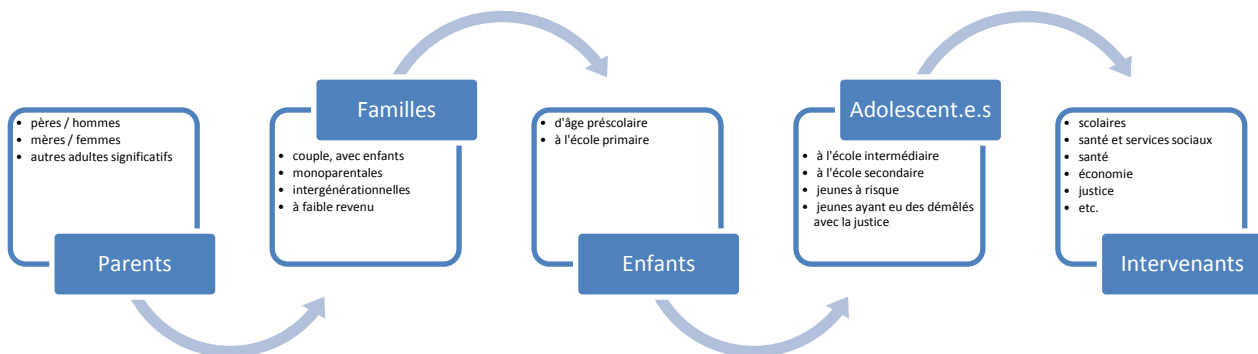 • pères / hommes
• mères / femmes
• autres adultes significatifs
Parents
Familles
• couple, avec enfants
• monoparentales
• intergénérationnelles
• à faible revenu
• d'âge préscolaire
• à l'école primaire
Enfants
Adolescent.e.s
• à l'école intermédiaire
• à l'école secondaire
• jeunes à risque
• jeunes ayant eu des démêlés
avec la justice
• scolaires
• santé et services sociaux
• santé
• économie
• justice
• etc.
Intervenants